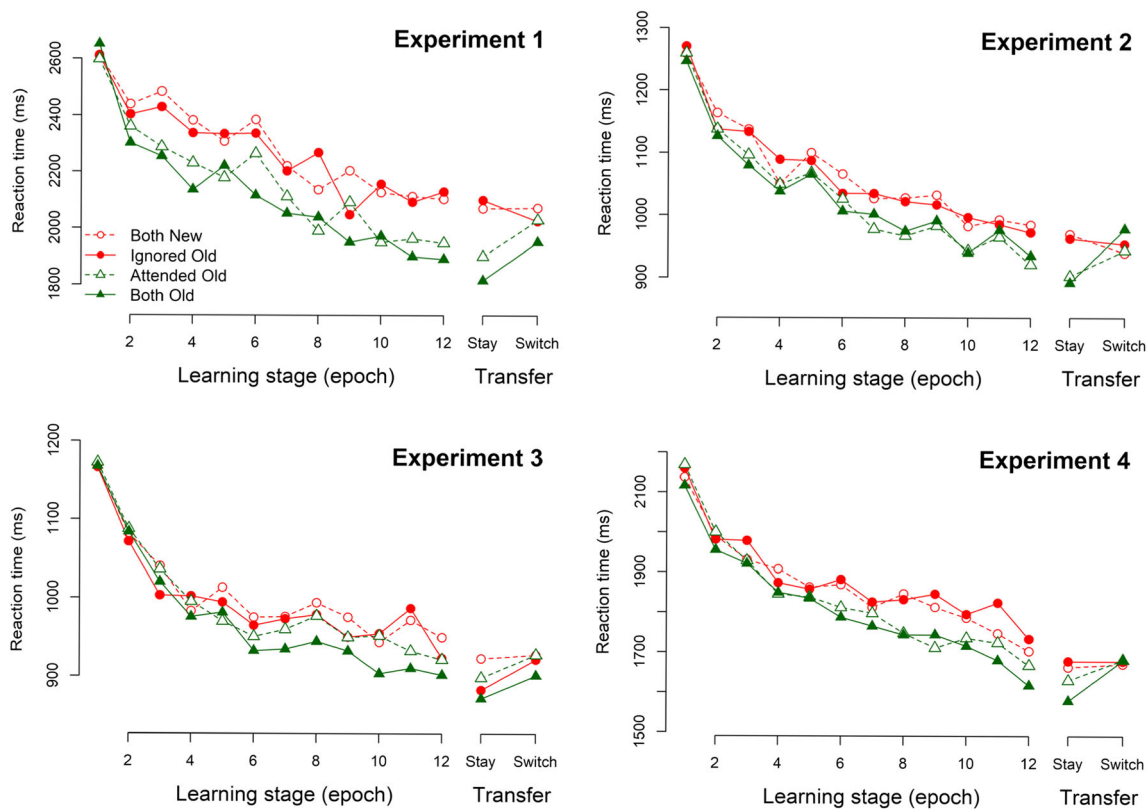 Experiment 1
Reaction time (ms)
2600
2400
2200
2000
1800
Both New
Ignored Old
Attended Old
Both Old
2 4 6 8 10 12 Stay Switch
Learning stage (epoch) Transfer
Experiment 2
Reaction time (ms)
1300
1200
1100
1000
900
2 4 6 8 10 12 Stay Switch
Learning stage (epoch) Transfer
Experiment 3
Reaction time (ms)
1200
1100
1000
900
2 4 6 8 10 12 Stay Switch
Learning stage (epoch) Transfer
Experiment 4
Reaction time (ms)
2100
1900
1700
1500
2 4 6 8 10 12 Stay Switch
Learning stage (epoch) Transfer